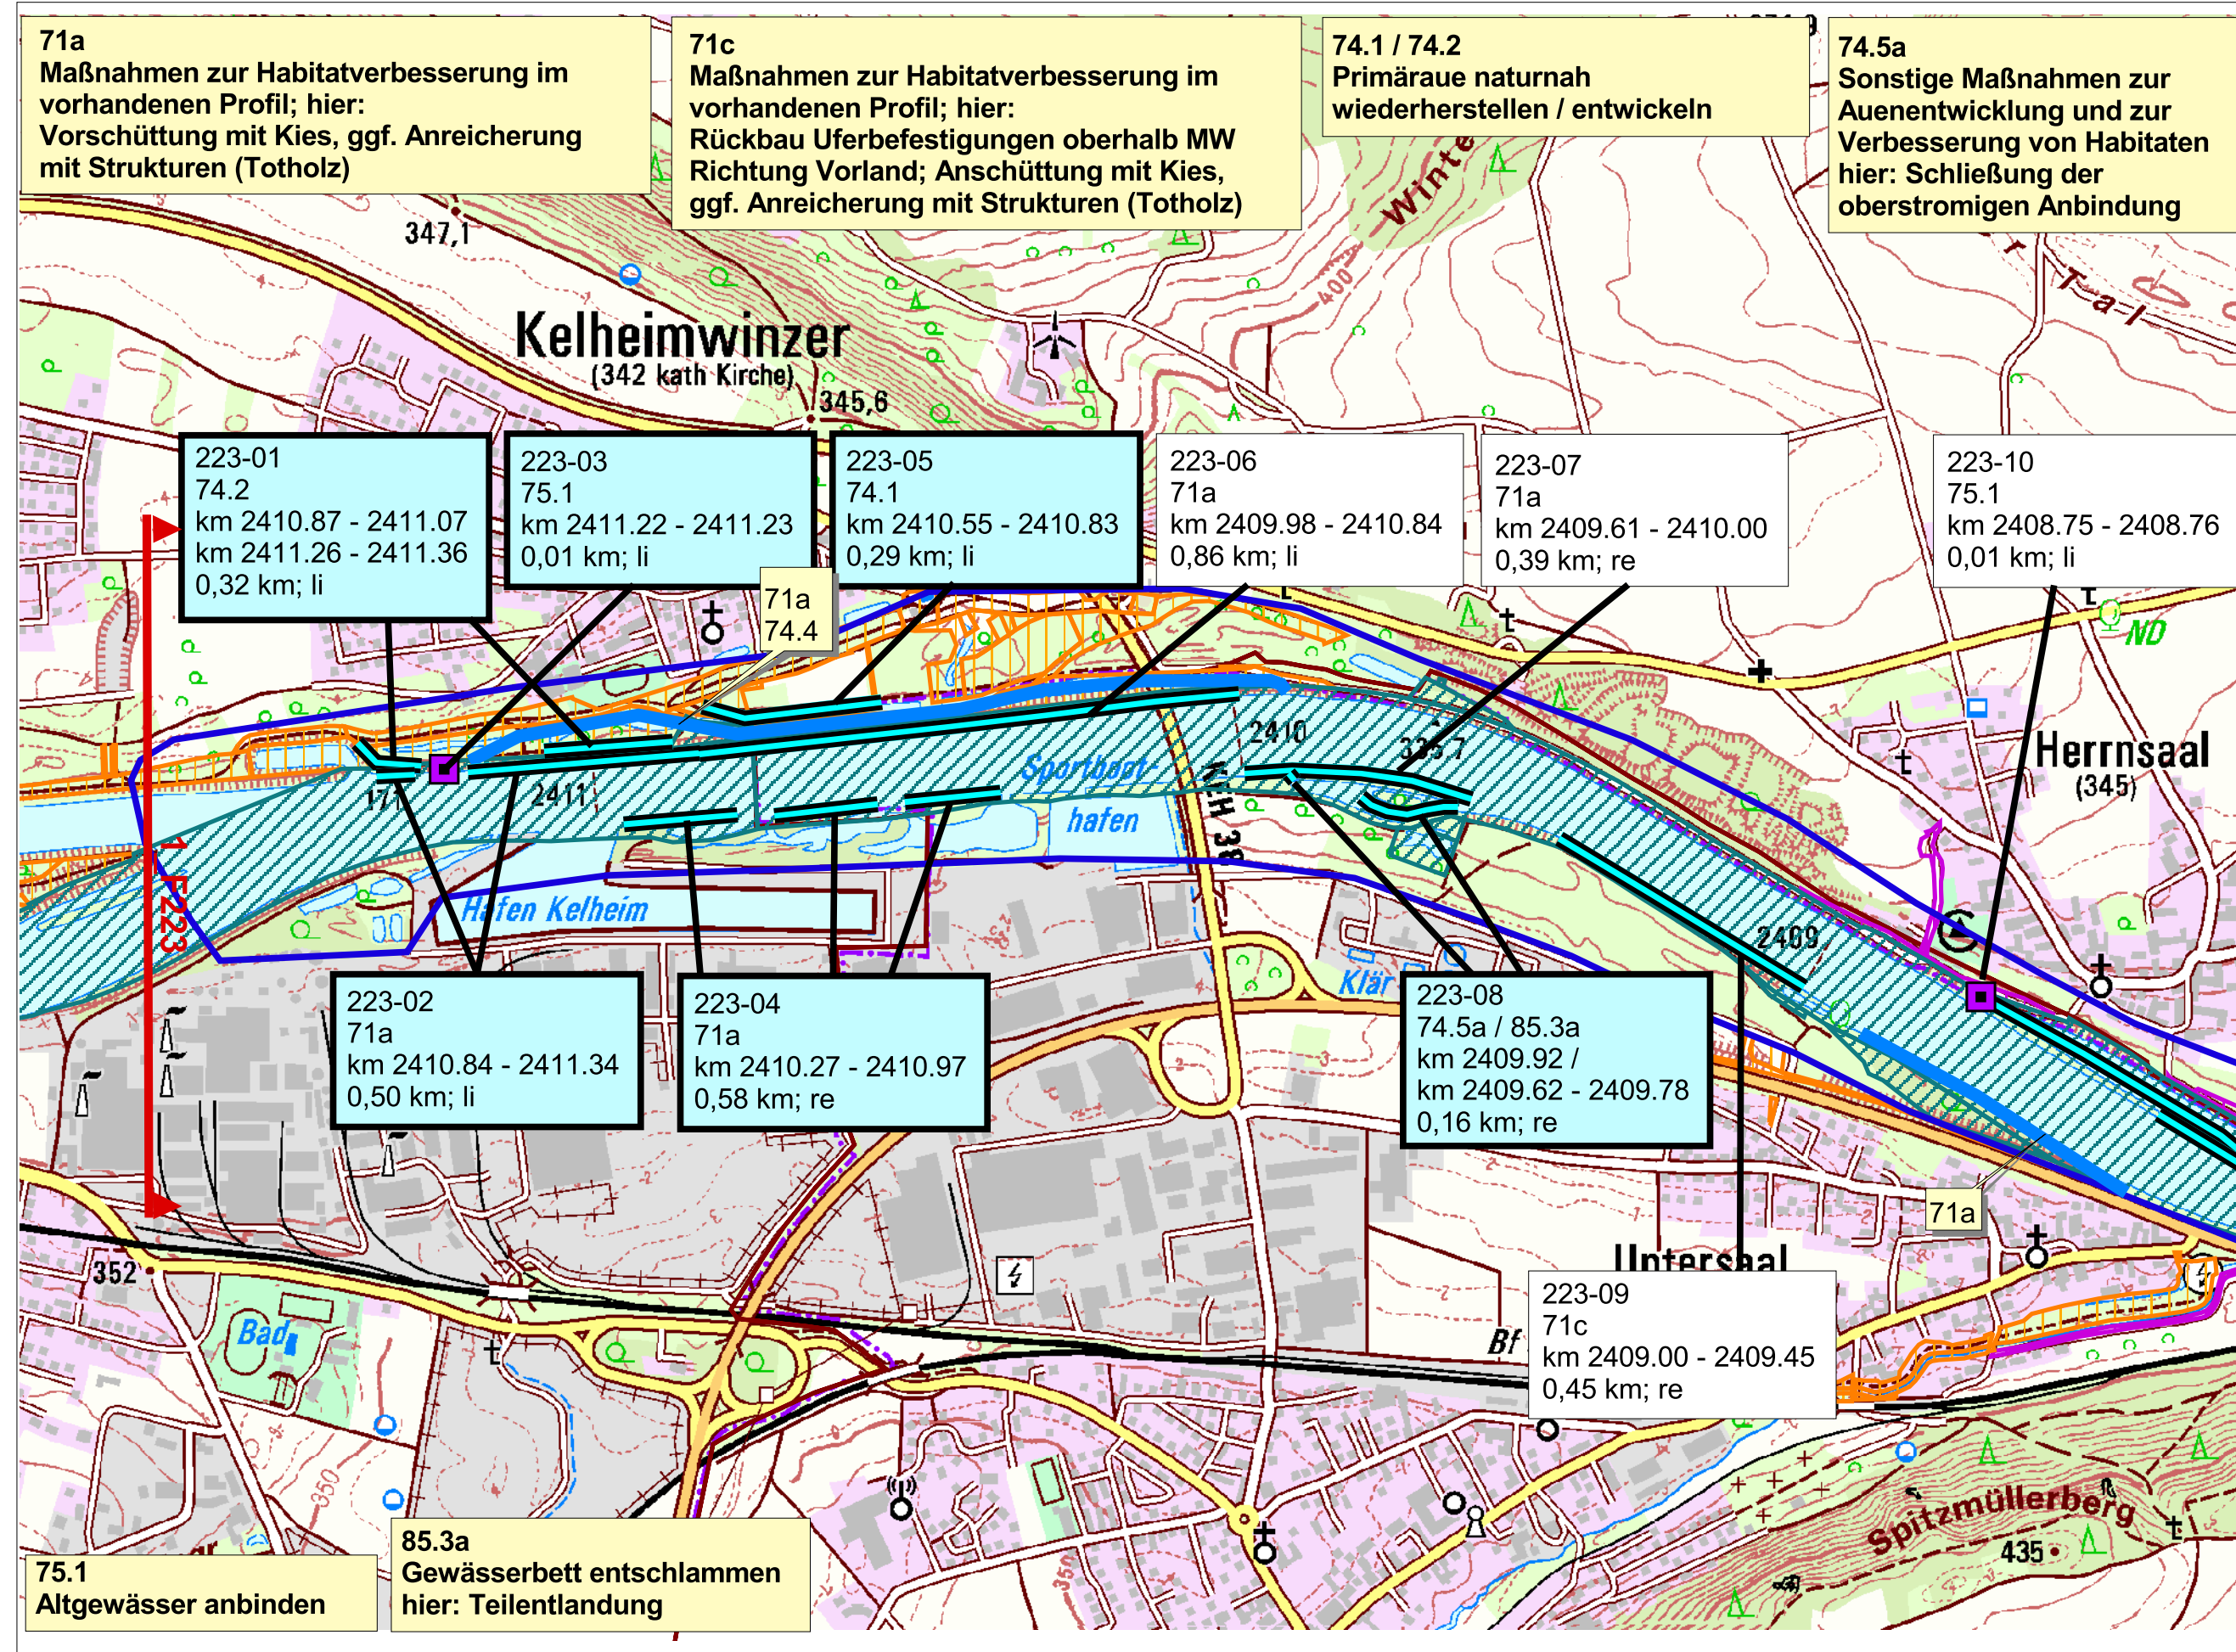 71a
Maßnahmen zur Habitatverbesserung im
vorhandenen Profil; hier:
Vorschüttung mit Kies, ggf. Anreicherung
mit Strukturen (Totholz)
71c
Maßnahmen zur Habitatverbesserung im
vorhandenen Profil; hier:
Rückbau Uferbefestigungen oberhalb MW
Richtung Vorland; Anschüttung mit Kies,
ggf. Anreicherung mit Strukturen (Totholz)
74.1 / 74.2
Primäraue naturnah
wiederherstellen / entwickeln
74.5a
Sonstige Maßnahmen zur
Auenentwicklung und zur
Verbesserung von Habitaten
hier: Schließung der
oberstromigen Anbindung
347,1
Winte
r Tal
400
Kelheimwinzer
(342 kath Kirche)
345,6
223-01
74.2
km 2410.87 - 2411.07
km 2411.26 - 2411.36
0,32 km; li
223-03
75.1
km 2411.22 - 2411.23
0,01 km; li
223-05
74.1
km 2410.55 - 2410.83
0,29 km; li
223-06
71a
km 2409.98 - 2410.84
0,86 km; li
223-07
71a
km 2409.61 - 2410.00
0,39 km; re
223-10
75.1
km 2408.75 - 2408.76
0,01 km; li
71a
74.4
ND
Herrnsaal
(345)
171
2411
2410
Sportboot-
hafen
KEH 38
2409
1_F223
Hafen Kelheim
Klär
223-02
71a
km 2410.84 - 2411.34
0,50 km; li
223-04
71a
km 2410.27 - 2410.97
0,58 km; re
223-08
74.5a / 85.3a
km 2409.92 /
km 2409.62 - 2409.78
0,16 km; re
71a
352
Bad
Untersaal
Bf
223-09
71c
km 2409.00 - 2409.45
0,45 km; re
350
350
Spitzmüllerberg
435
75.1
Altgewässer anbinden
85.3a
Gewässerbett entschlammen
hier: Teilentlandung